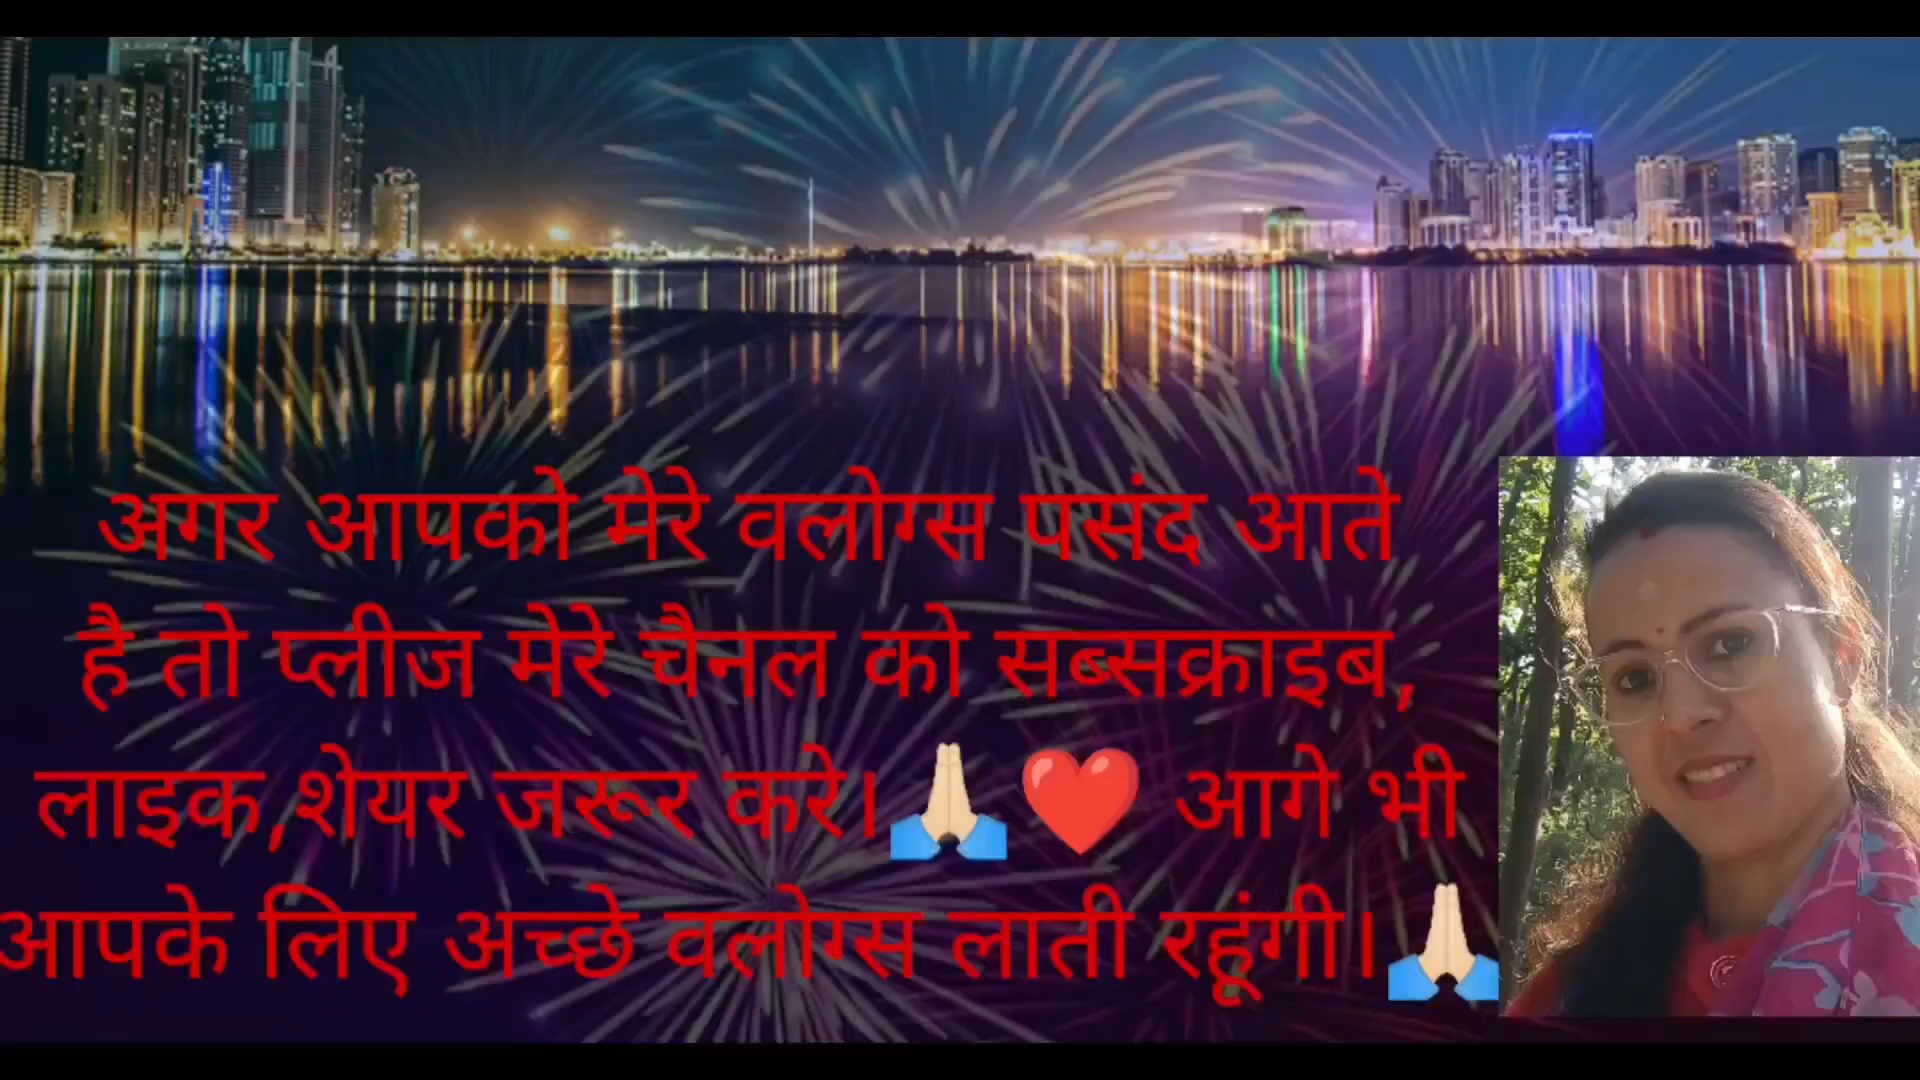 अगर आपको मेरे वलोग्स पसंद आते
है तो प्लीज मेरे चैनल को सब्सक्राइब,
लाइक,शेयर जरूर करे।🙏🏻❤️ आगे भी
आपके लिए अच्छे वलोग्स लाती रहूंगी।🙏🏻